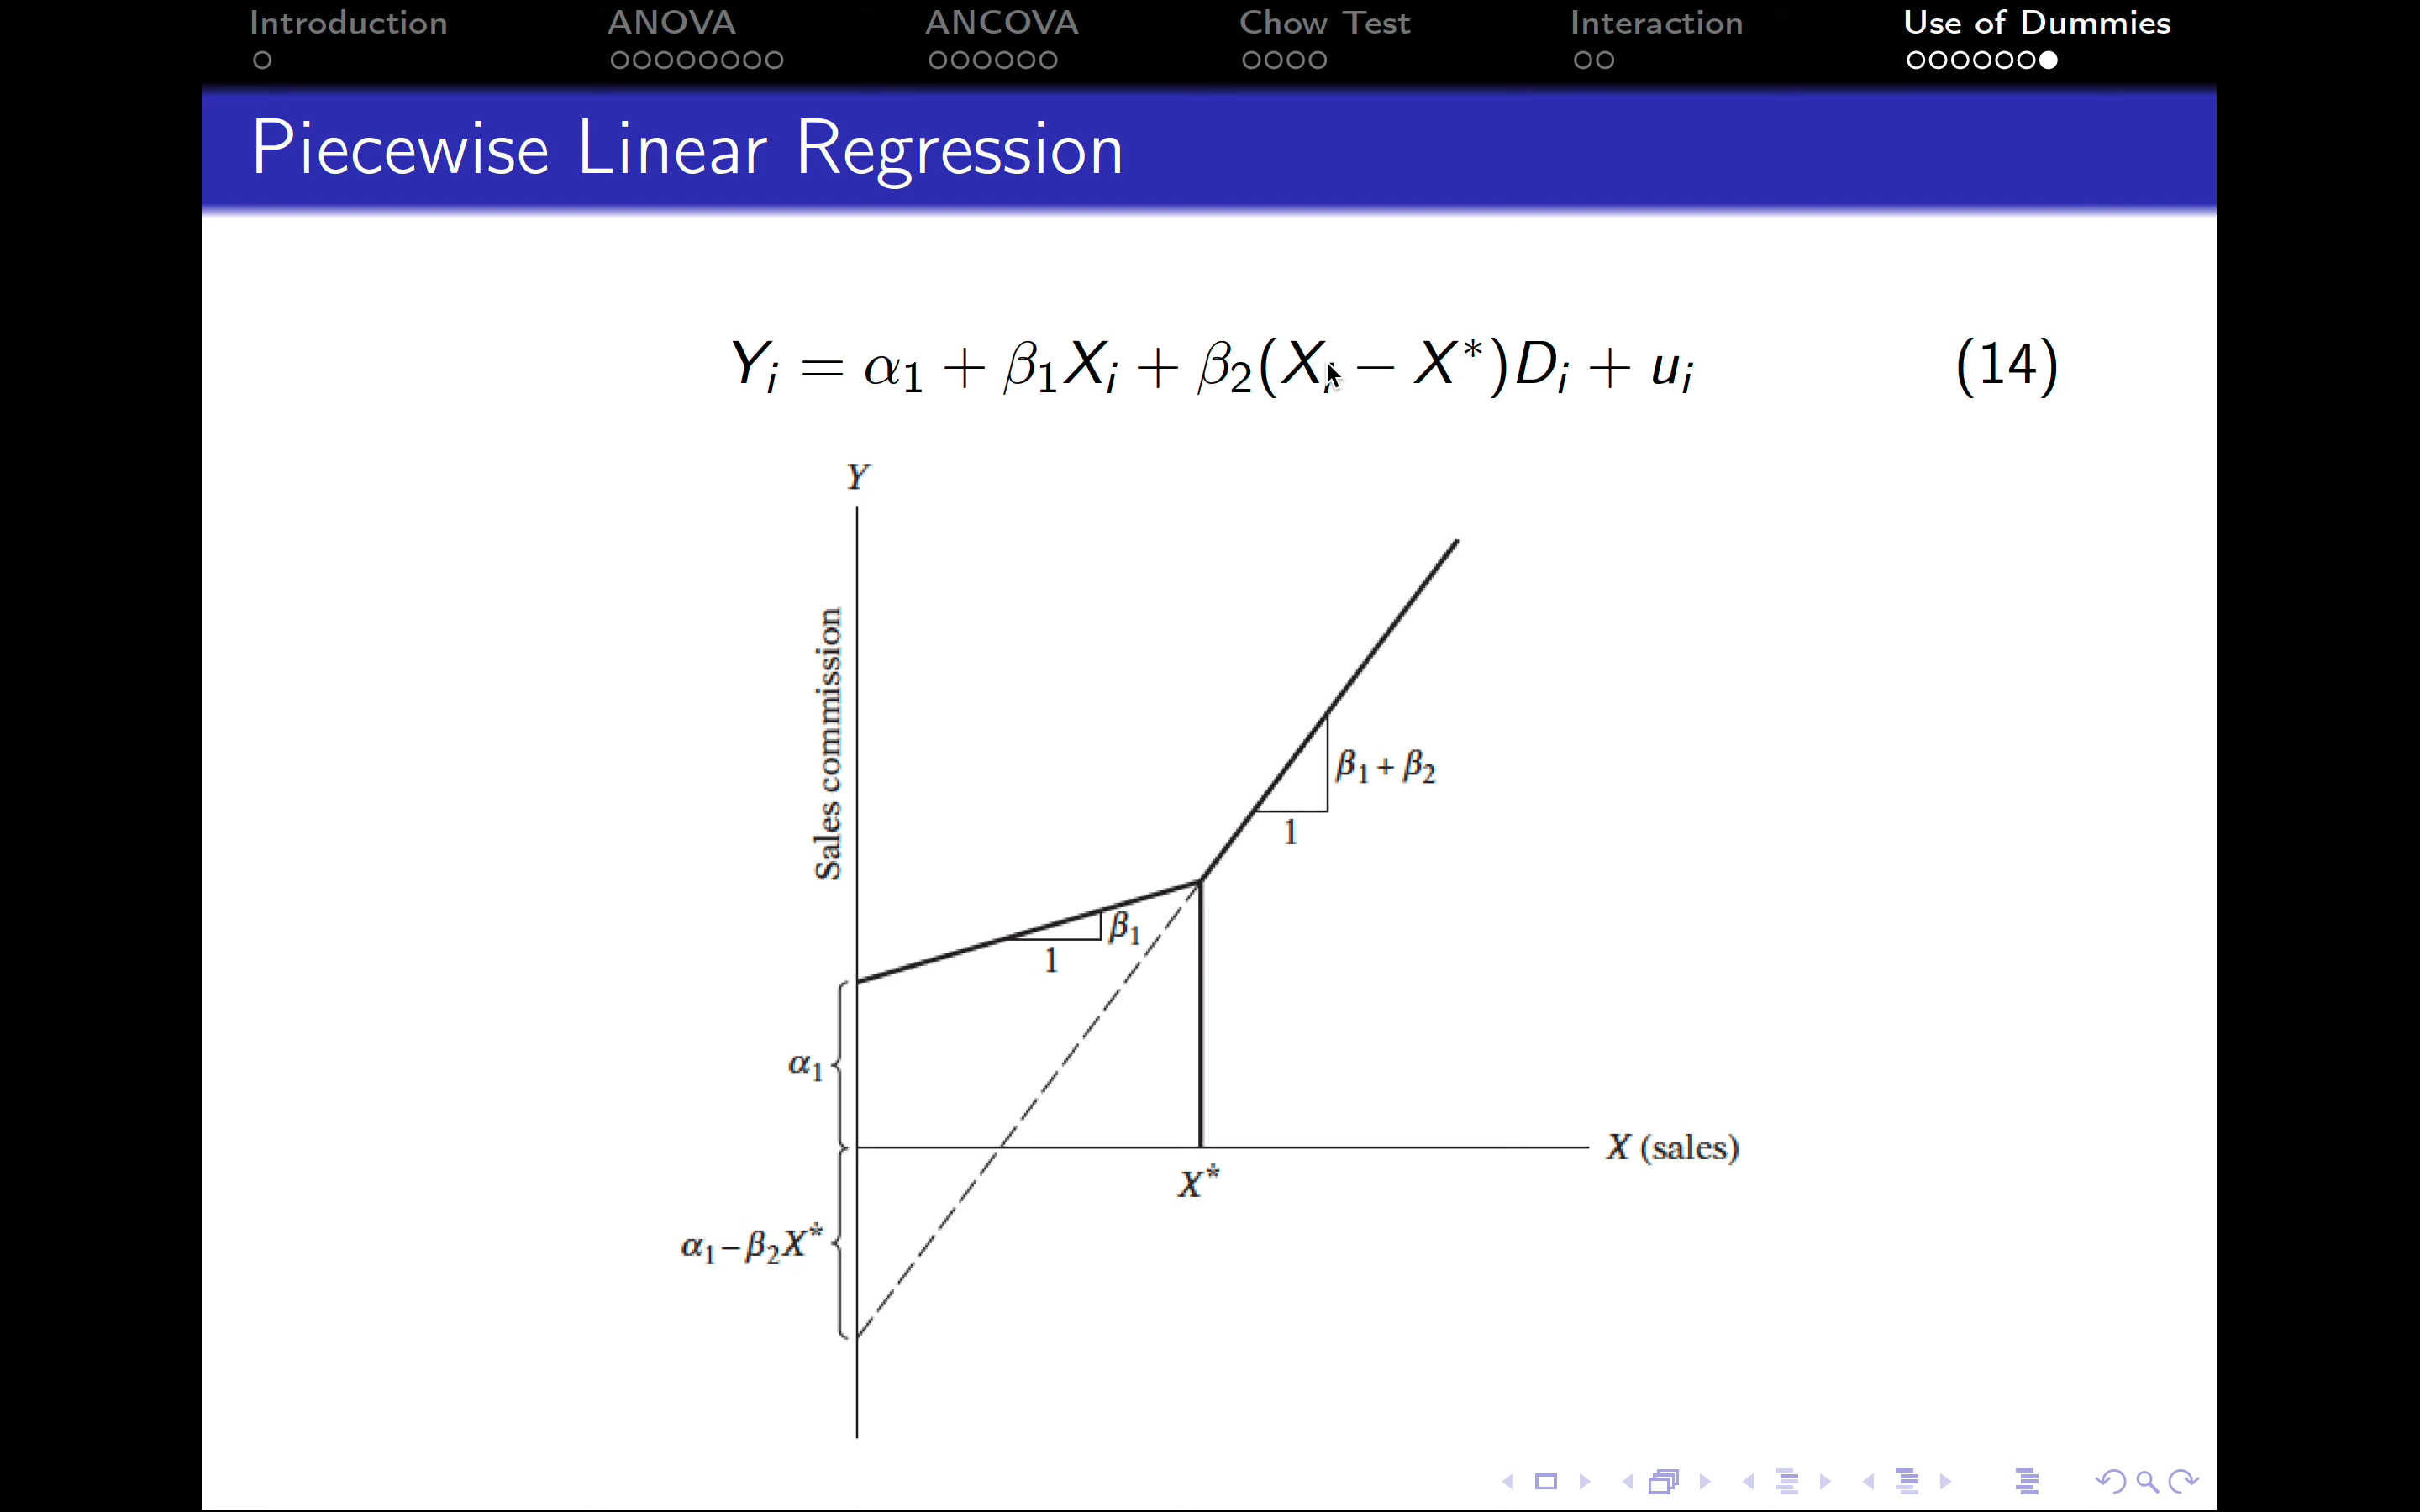 Introduction ANOVA ANCOVA Chow Test Interaction Use of Dummies
Piecewise Linear Regression
Yᵢ = α₁ + β₁Xᵢ + β₂(Xᵢ − X*)Dᵢ + uᵢ (14)
Y
Sales commission
β₁ + β₂
1
β₁
1
α₁
X (sales)
X*
α₁ − β₂X*